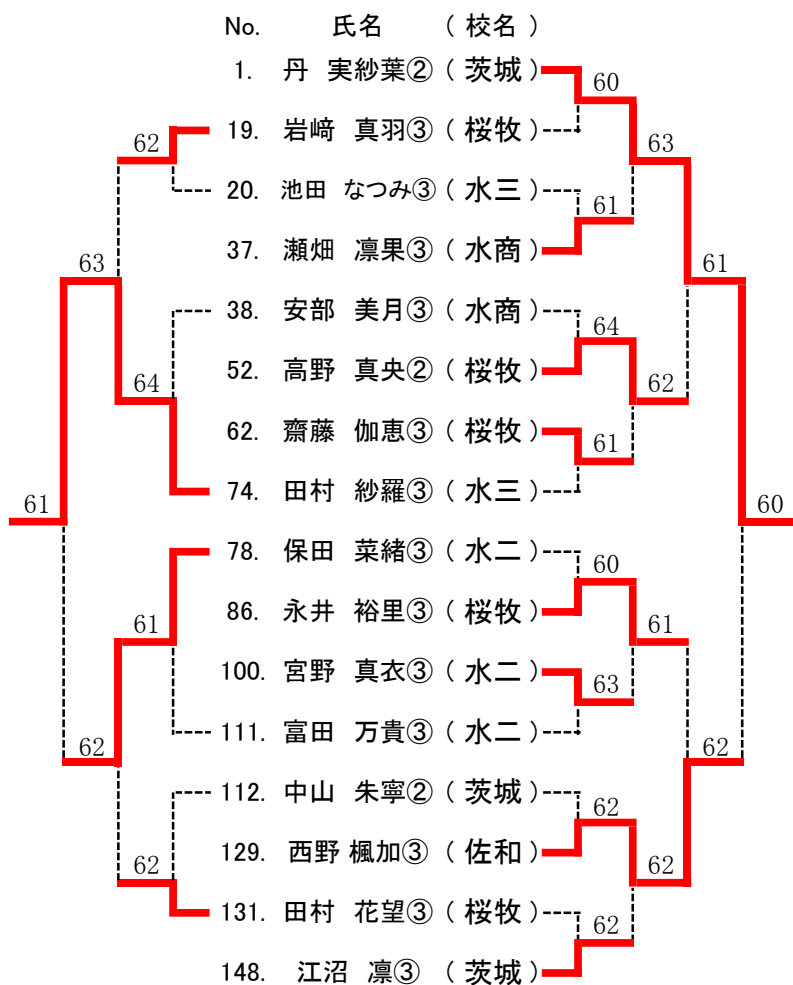 No. 氏名 ( 校名 )
1. 丹 実紗葉② ( 茨城 )
60
62 19. 岩﨑 真羽③ ( 桜牧 ) 63
20. 池田 なつみ③ ( 水三 )
61
37. 瀬畑 凛果③ ( 水商 )
63 61
38. 安部 美月③ ( 水商 )
64
52. 高野 真央② ( 桜牧 )
64 62
62. 齋藤 伽恵③ ( 桜牧 )
61
74. 田村 紗羅③ ( 水三 )
61 60
78. 保田 菜緒③ ( 水二 )
60
86. 永井 裕里③ ( 桜牧 )
61 61
100. 宮野 真衣③ ( 水二 )
63
111. 富田 万貴③ ( 水二 )
62 62
112. 中山 朱寧② ( 茨城 )
62
129. 西野 楓加③ ( 佐和 )
62 62
131. 田村 花望③ ( 桜牧 )
62
148. 江沼 凛③ ( 茨城 )